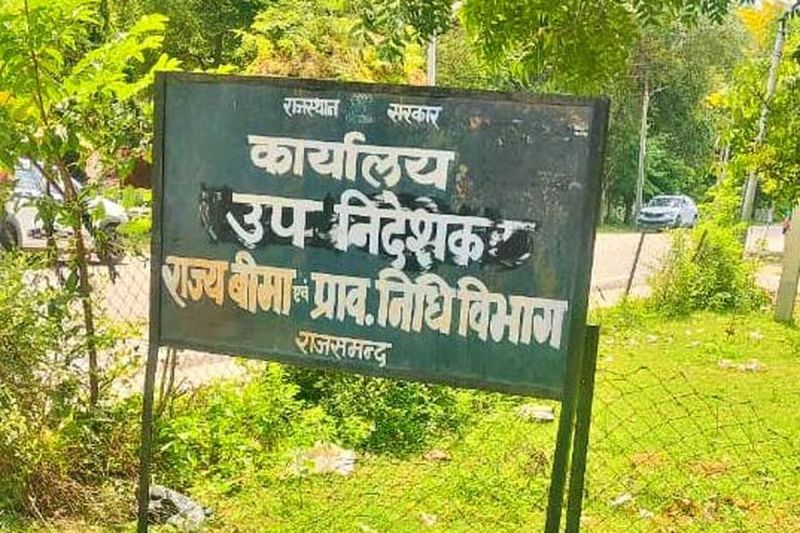 राजस्थान सरकार
कार्यालय
उप निदेशक
राज्य बीमा एवं प्राव. निधि विभाग
राजसमन्द